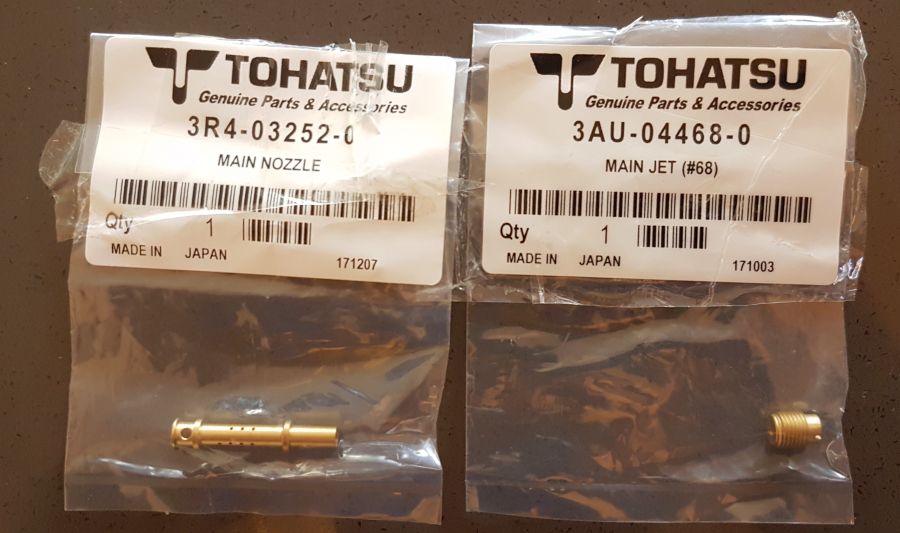 TOHATSU
Genuine Parts & Accessories
3R4-03252-0
MAIN NOZZLE
Qty 1
MADE IN JAPAN 171207
TOHATSU
Genuine Parts & Accessories
3AU-04468-0
MAIN JET (#68)
Qty 1
MADE IN JAPAN 171003